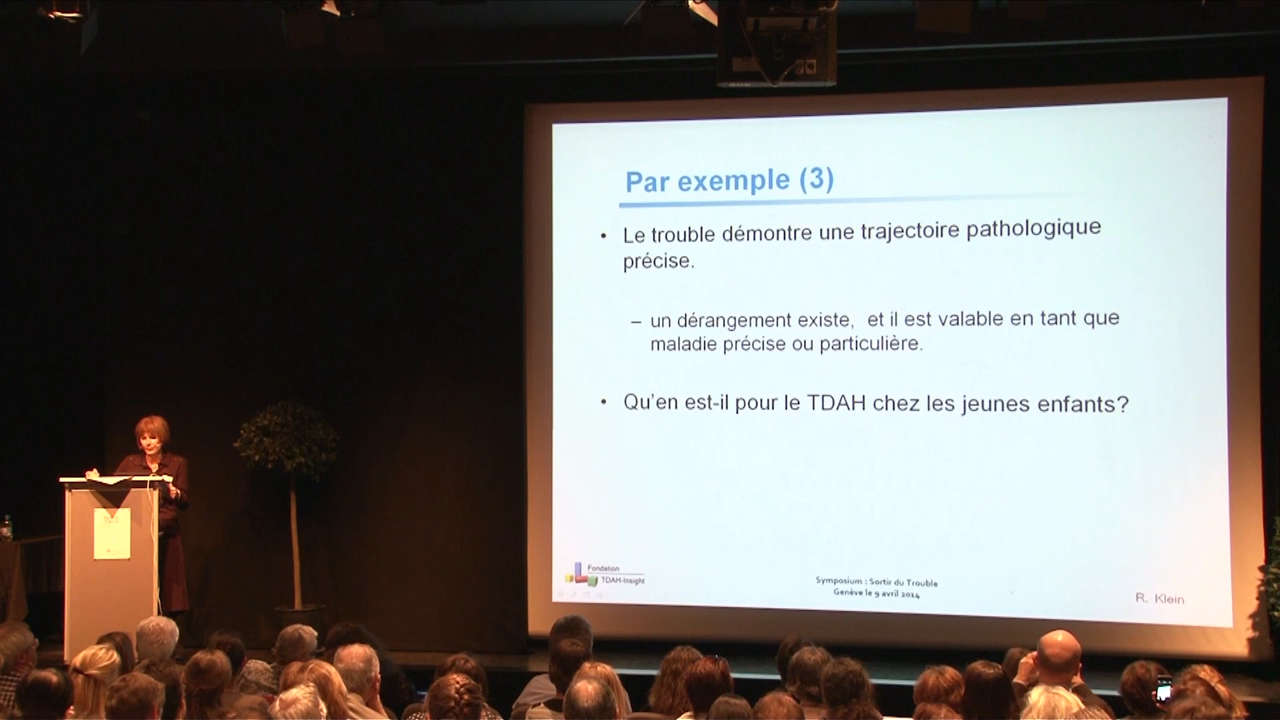 Par exemple (3)
• Le trouble démontre une trajectoire pathologique
précise.
– un dérangement existe, et il est valable en tant que
maladie précise ou particulière.
• Qu'en est-il pour le TDAH chez les jeunes enfants?
Fondation
TDAH-Insight
Symposium : Sortir du Trouble
Genève le 9 avril 2014
R. Klein